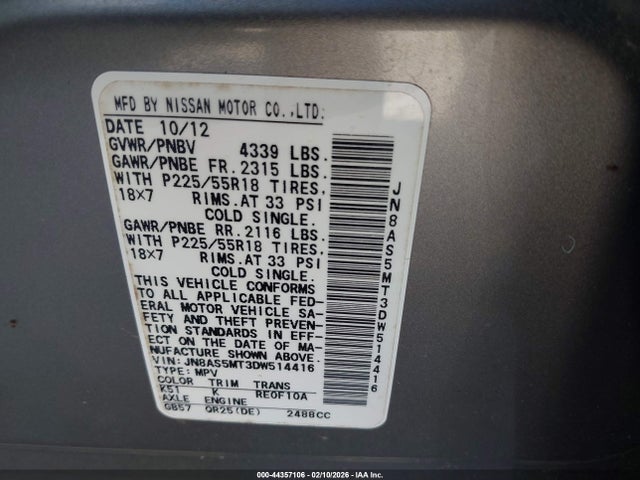 MFD BY NISSAN MOTOR CO.,LTD.
DATE 10/12
GVWR/PNBV 4339 LBS.
GAWR/PNBE FR. 2315 LBS.
WITH P225/55R18 TIRES,
18X7 RIMS.AT 33 PSI
COLD SINGLE.
GAWR/PNBE RR. 2116 LBS.
WITH P225/55R18 TIRES,
18X7 RIMS.AT 33 PSI
COLD SINGLE.
THIS VEHICLE CONFORMS
TO ALL APPLICABLE FED-
ERAL MOTOR VEHICLE SA-
FETY AND THEFT PREVEN-
TION STANDARDS IN EFF-
ECT ON THE DATE OF MA-
NUFACTURE SHOWN ABOVE.
VIN: JN8AS5MT3DW514416
TYPE: MPV
COLOR TRIM TRANS
K51 K RE0F10A
AXLE ENGINE
GB57 QR25(DE) 2488CC
JN8AS5MT3DW514416
000-44357106 - 02/10/2026 - IAA Inc.